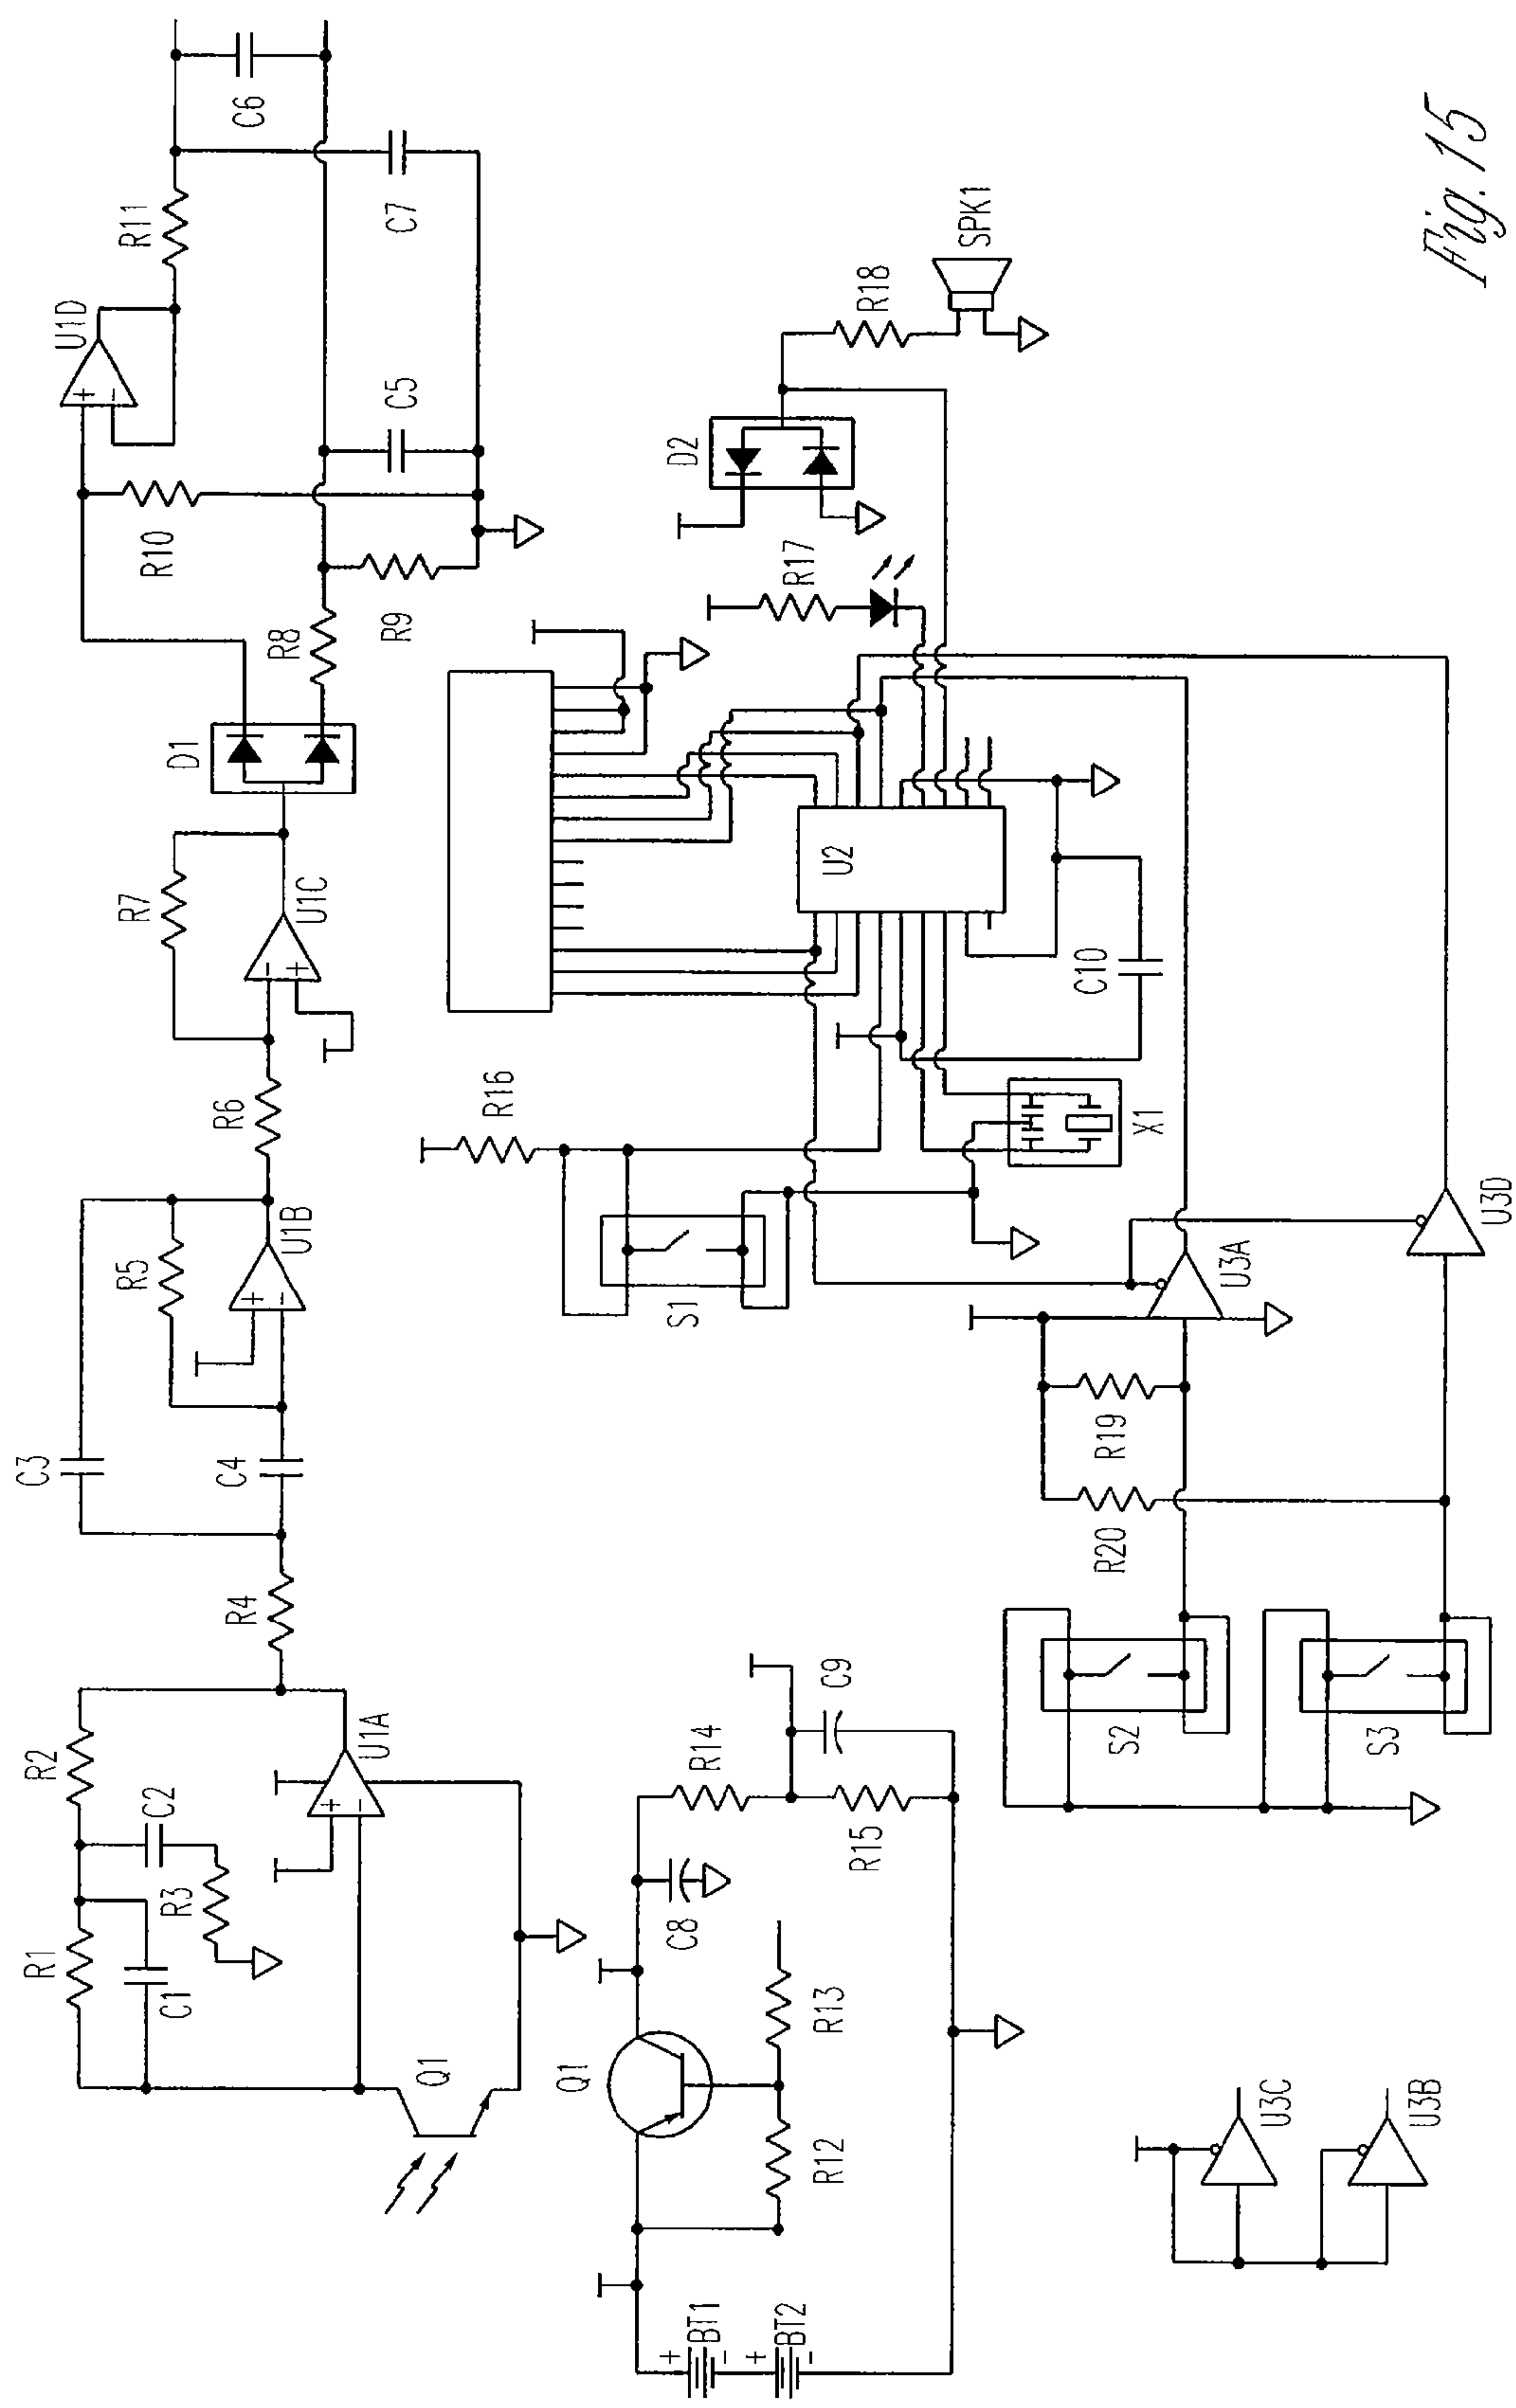 C6
R11
C7
U1D
C5
R10
R9
R8
D1
R7
U1C
R6
U1B
R5
C3
C4
R4
R2
U1A
C2
R3
R1
C1
Q1
SPK1
R18
D2
R17
U2
C10
R16
X1
S1
U3A
U3D
R19
R20
S2
S3
C9
R14
R15
C8
R13
Q1
R12
BT1
BT2
U3C
U3B
+
-
+
-
-
+
+
-
+
-
+
-
Fig. 15